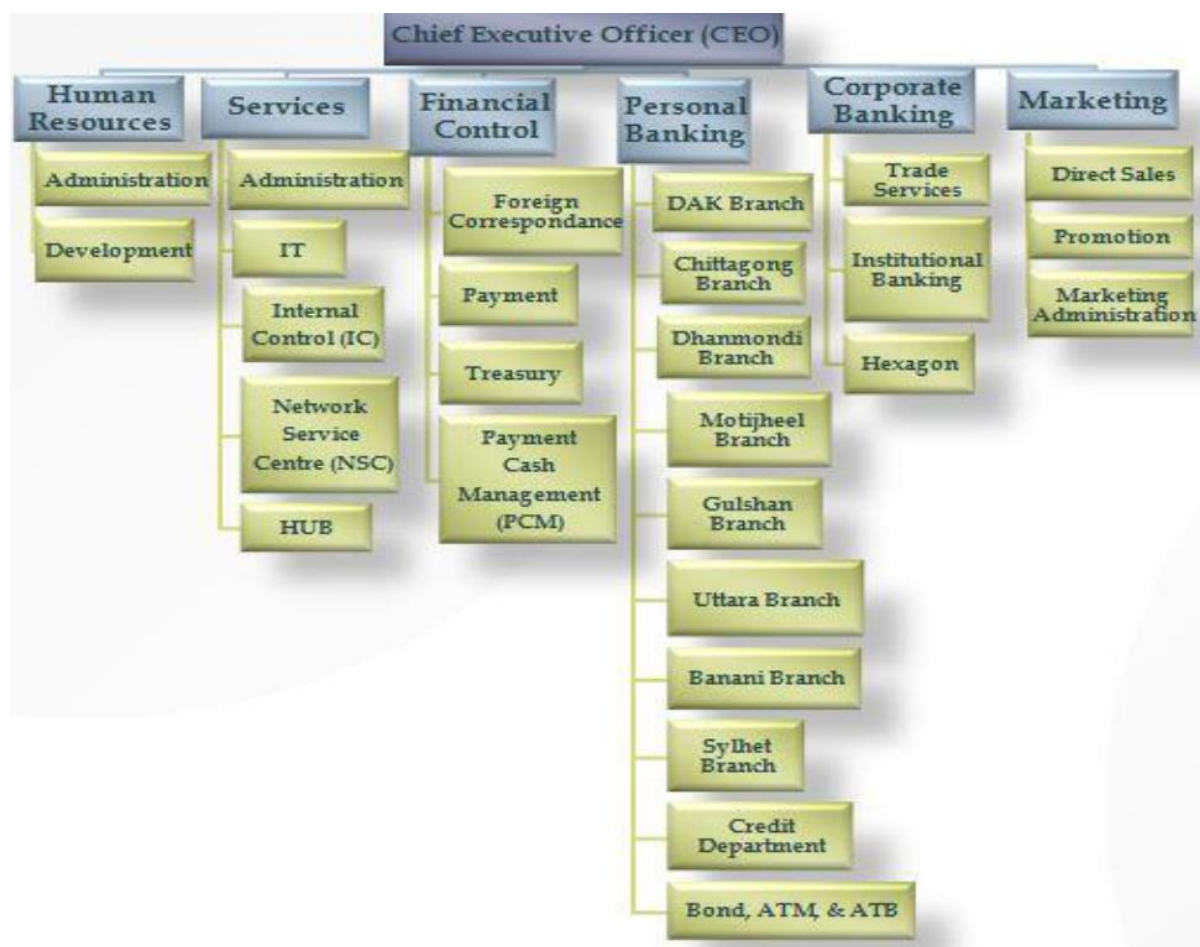 Chief Executive Officer (CEO)
Human
Resources
Administration
Development
Services
Administration
IT
Internal
Control (IC)
Network
Service
Centre (NSC)
HUB
Financial
Control
Foreign
Correspondance
Payment
Treasury
Payment
Cash
Management
(PCM)
Personal
Banking
DAK Branch
Chittagong
Branch
Dhanmondi
Branch
Motijheel
Branch
Gulshan
Branch
Uttara Branch
Banani Branch
Sylhet
Branch
Credit
Department
Bond, ATM, & ATB
Corporate
Banking
Trade
Services
Institutional
Banking
Hexagon
Marketing
Direct Sales
Promotion
Marketing
Administration